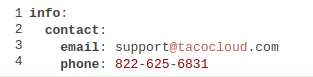 1 info:
2   contact:
3     email: support@tacocloud.com
4     phone: 822-625-6831